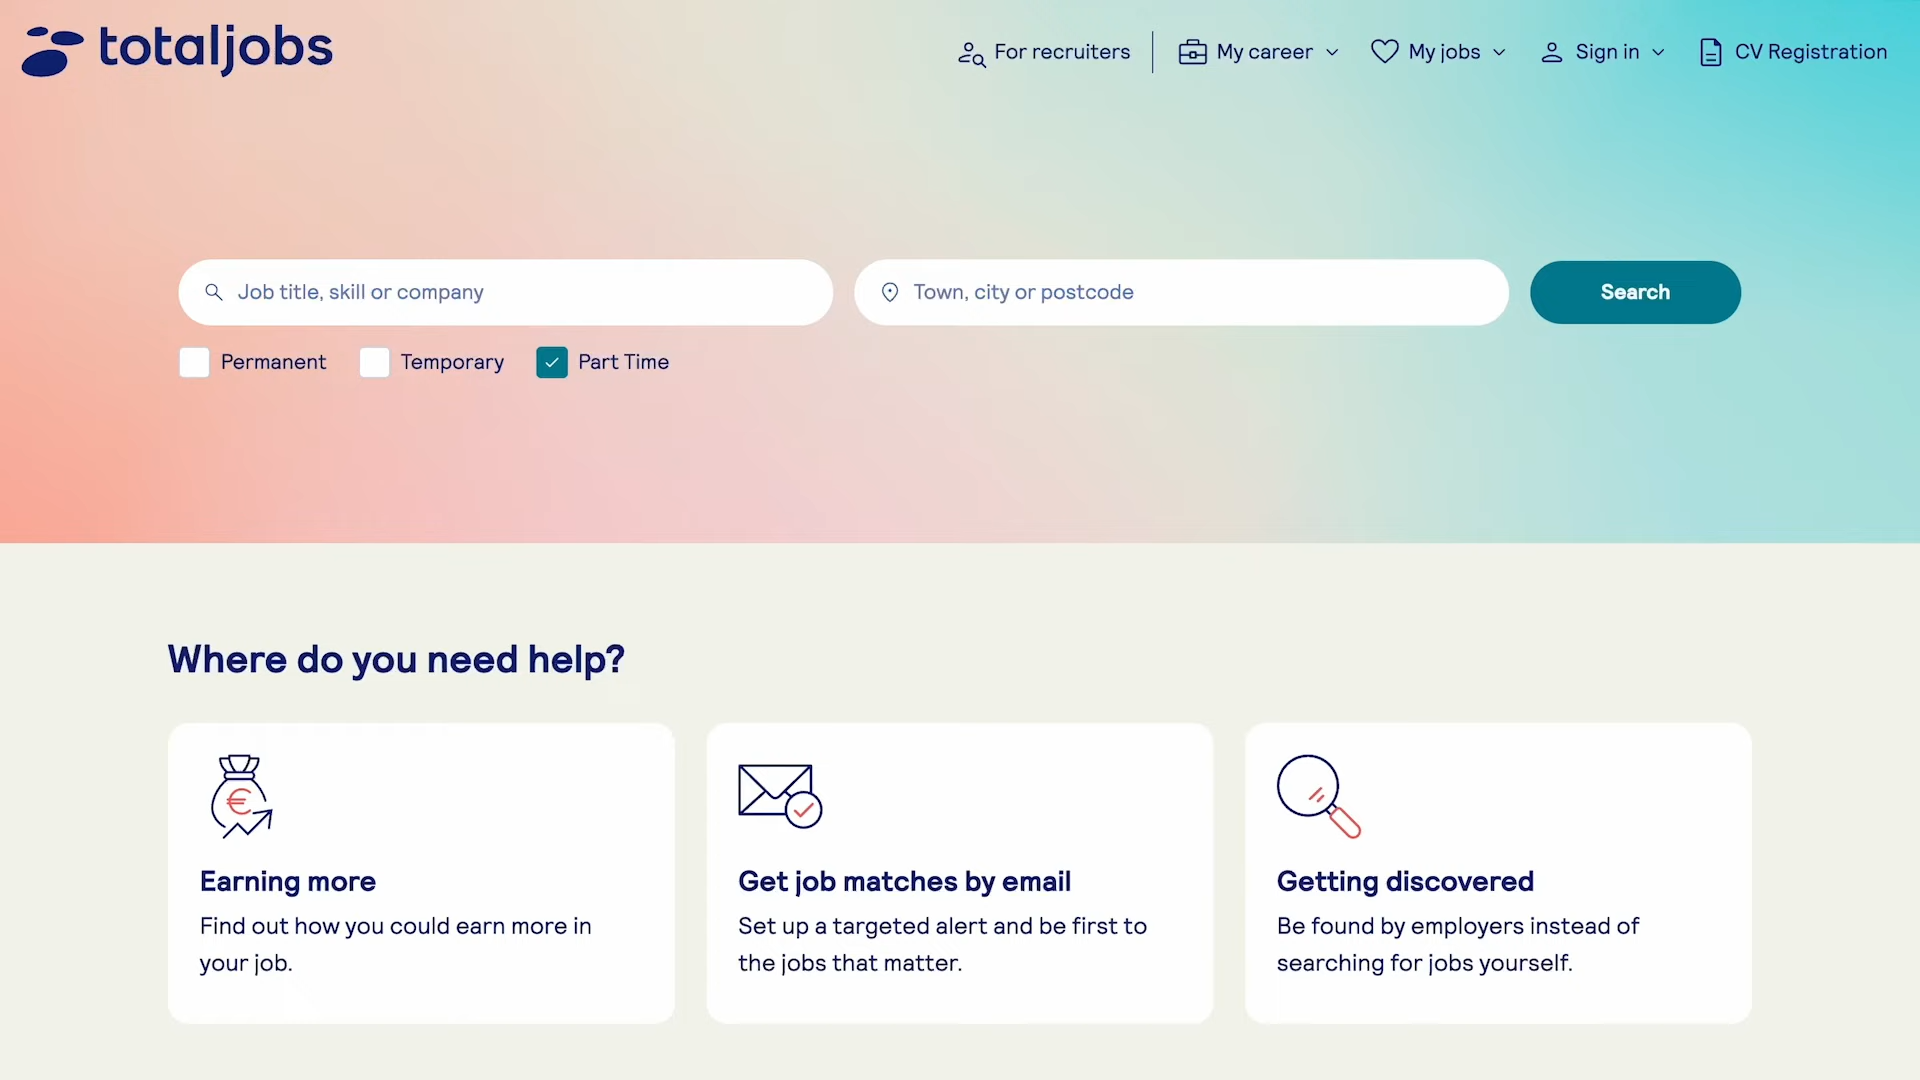 totaljobs
For recruiters
My career
My jobs
Sign in
CV Registration
Job title, skill or company
Town, city or postcode
Search
Permanent
Temporary
Part Time
Where do you need help?
Earning more
Find out how you could earn more in
your job.
Get job matches by email
Set up a targeted alert and be first to
the jobs that matter.
Getting discovered
Be found by employers instead of
searching for jobs yourself.